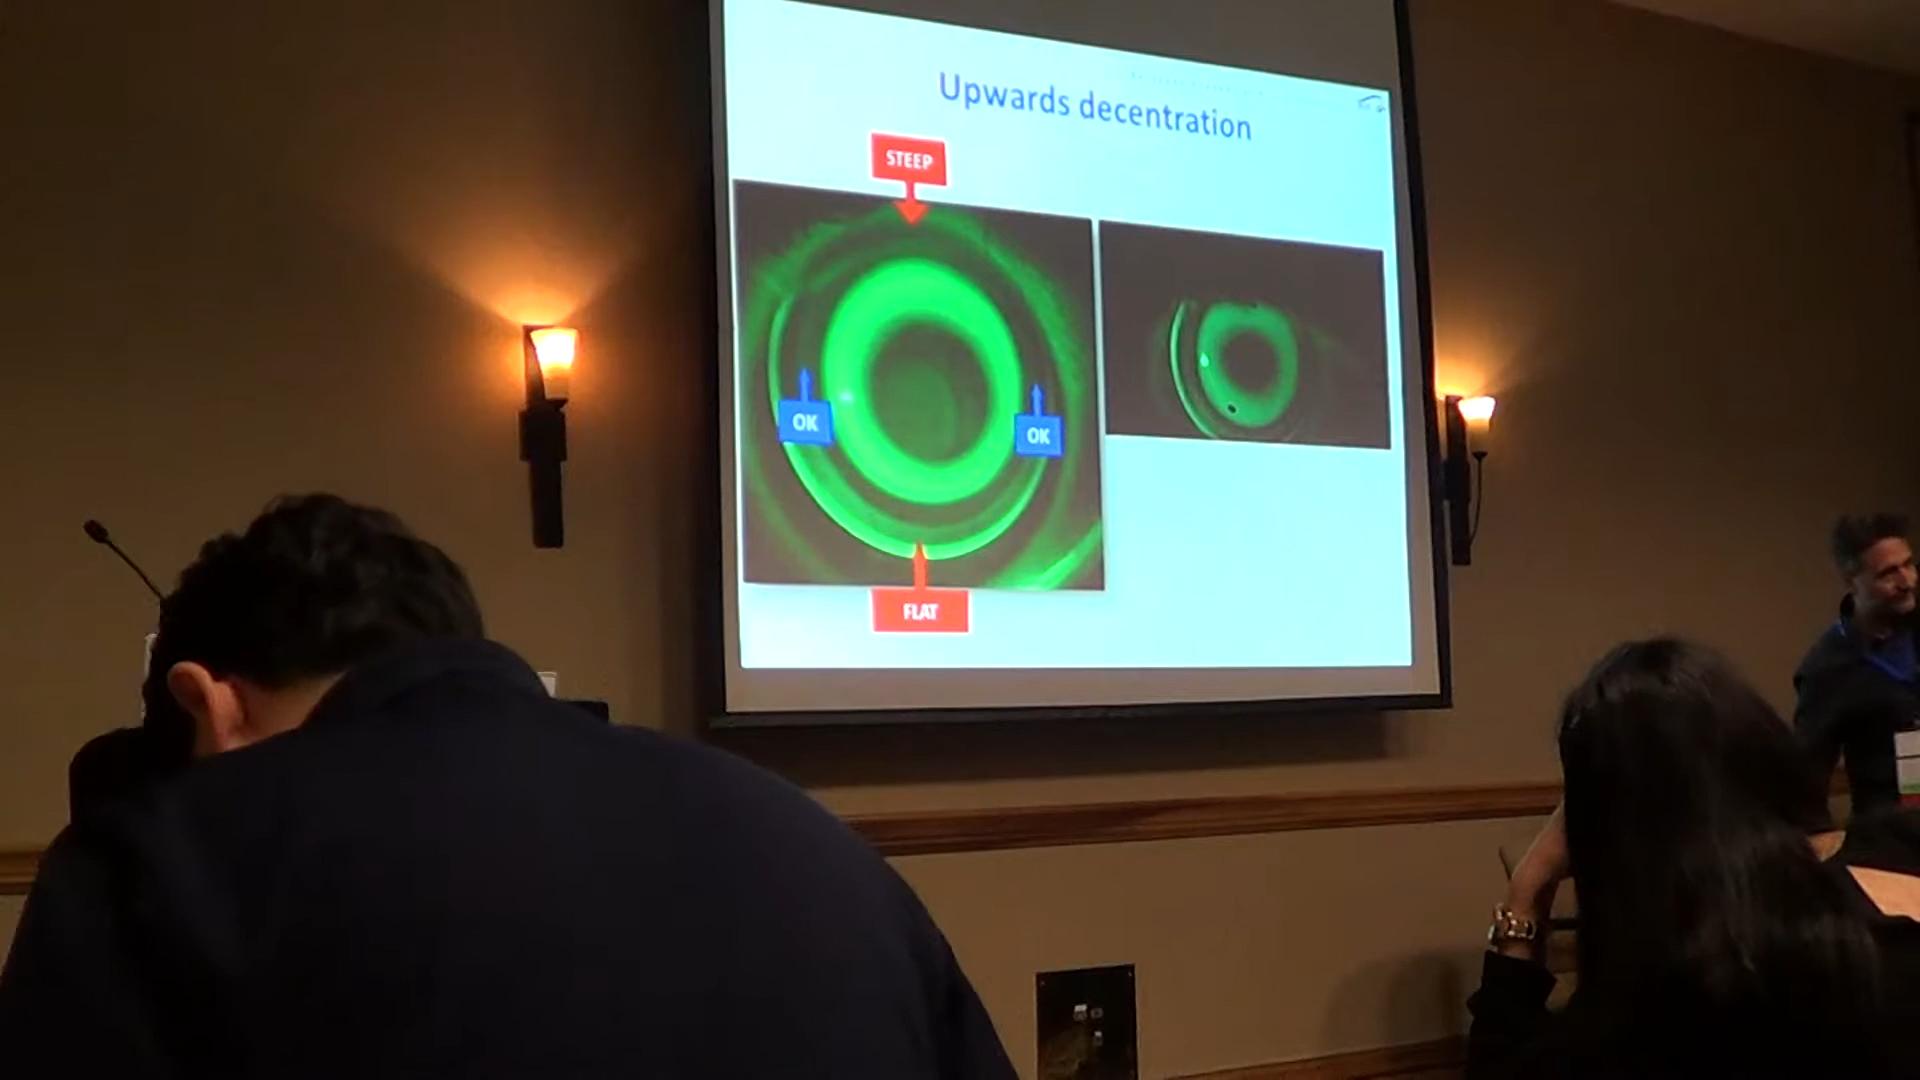 Upwards decentration
STEEP
OK
OK
FLAT